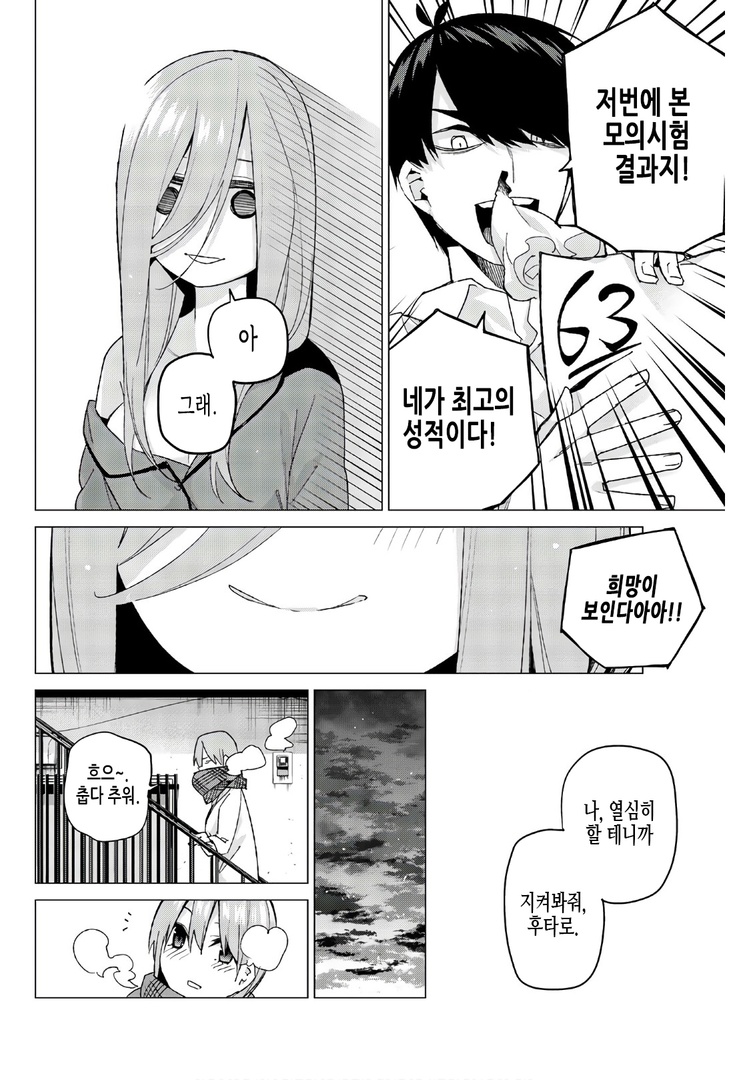 저번에 본
모의시험
결과지!
63
네가 최고의
성적이다!
아
그래.
희망이
보인다아아!!
나, 열심히
할 테니까
지켜봐줘,
후타로.
흐으~.
춥다 추워.